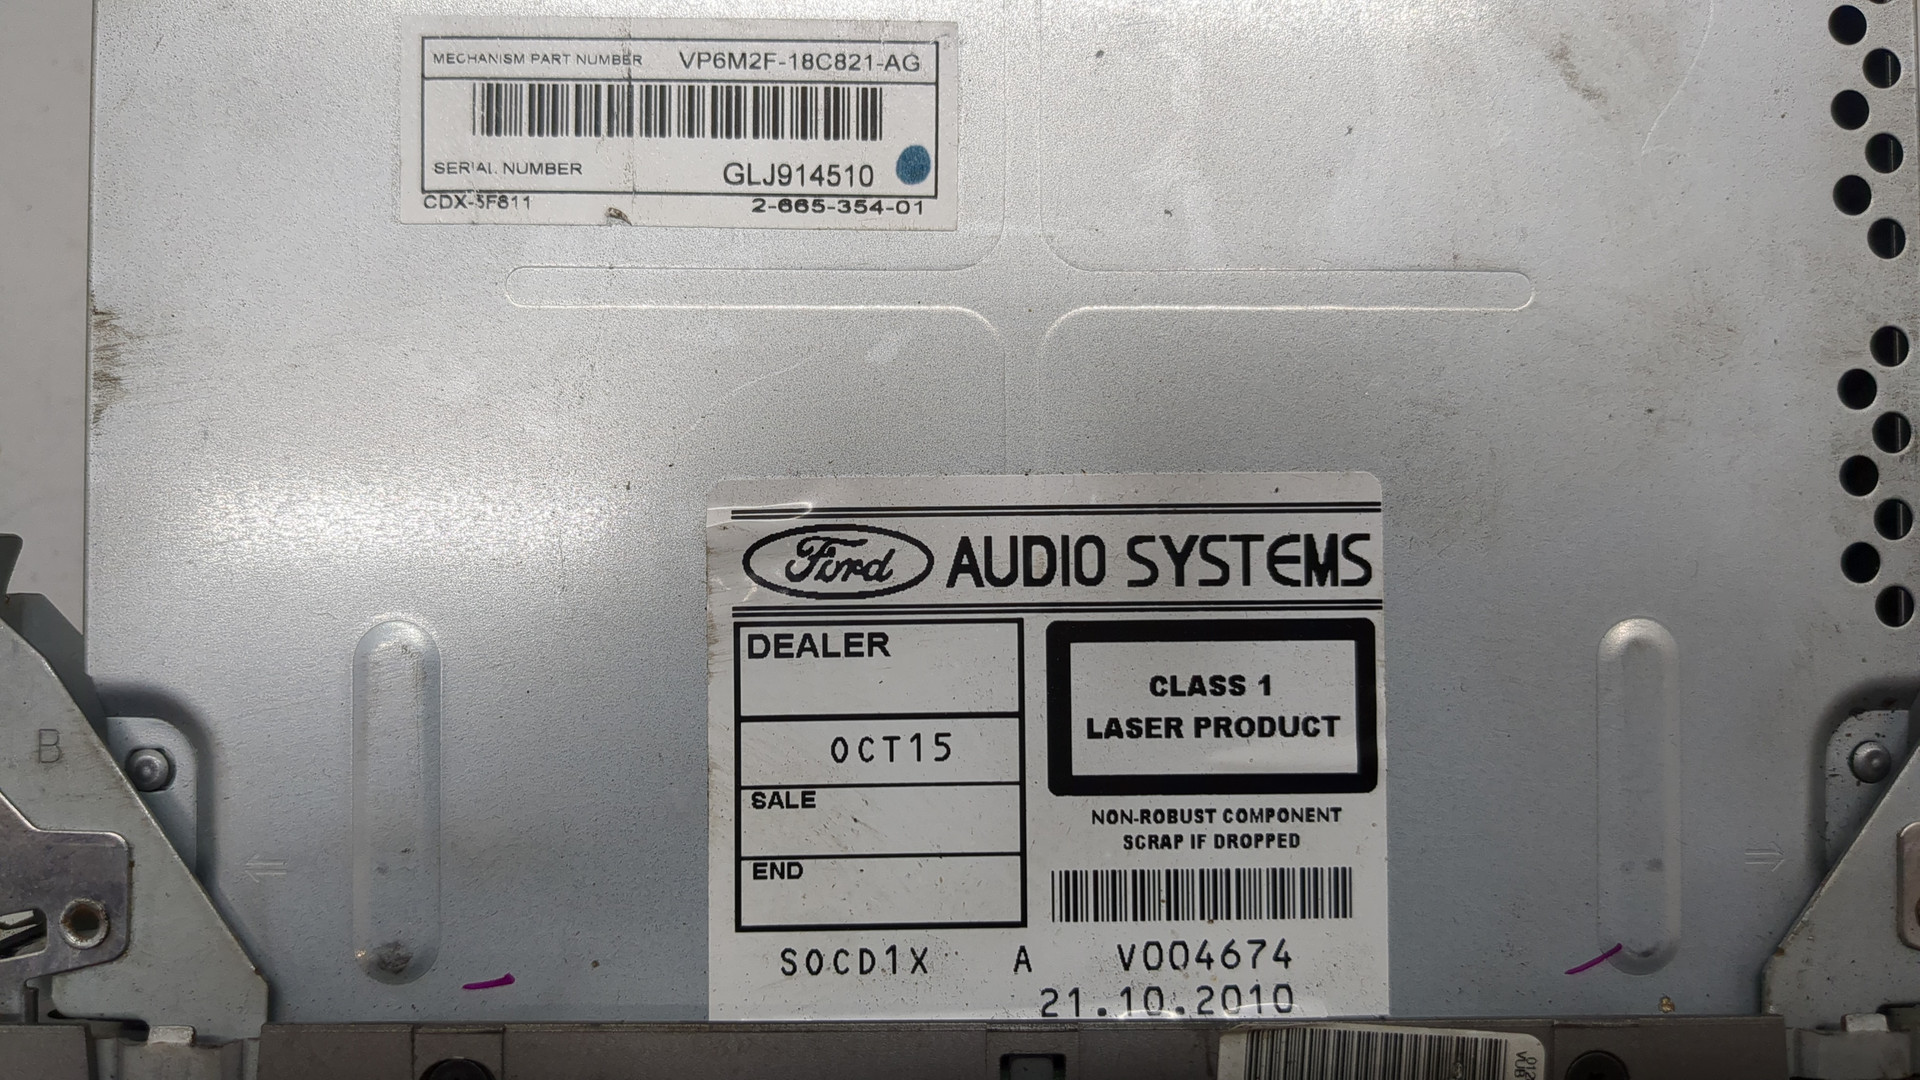 MECHANISM PART NUMBER VP6M2F-18C821-AG
SERIAL NUMBER GLJ914510
CDX-3F811 2-665-354-01
Ford AUDIO SYSTEMS
DEALER
OCT15
SALE
END
CLASS 1
LASER PRODUCT
NON-ROBUST COMPONENT
SCRAP IF DROPPED
SOCD1X A V004674
21.10.2010
B